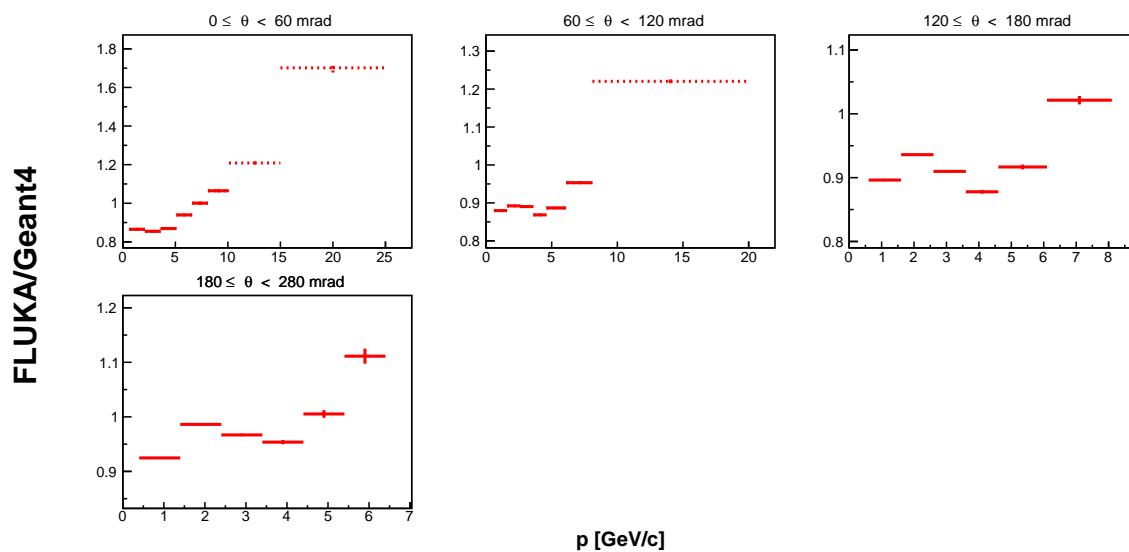 0 ≤ θ < 60 mrad
60 ≤ θ < 120 mrad
120 ≤ θ < 180 mrad
1.8
1.6
1.4
1.2
1
0.8
0 5 10 15 20 25
1.3
1.2
1.1
1
0.9
0.8
0 5 10 15 20
1.1
1
0.9
0.8
0 1 2 3 4 5 6 7 8
180 ≤ θ < 280 mrad
1.2
1.1
1
0.9
0 1 2 3 4 5 6 7
FLUKA/Geant4
p [GeV/c]